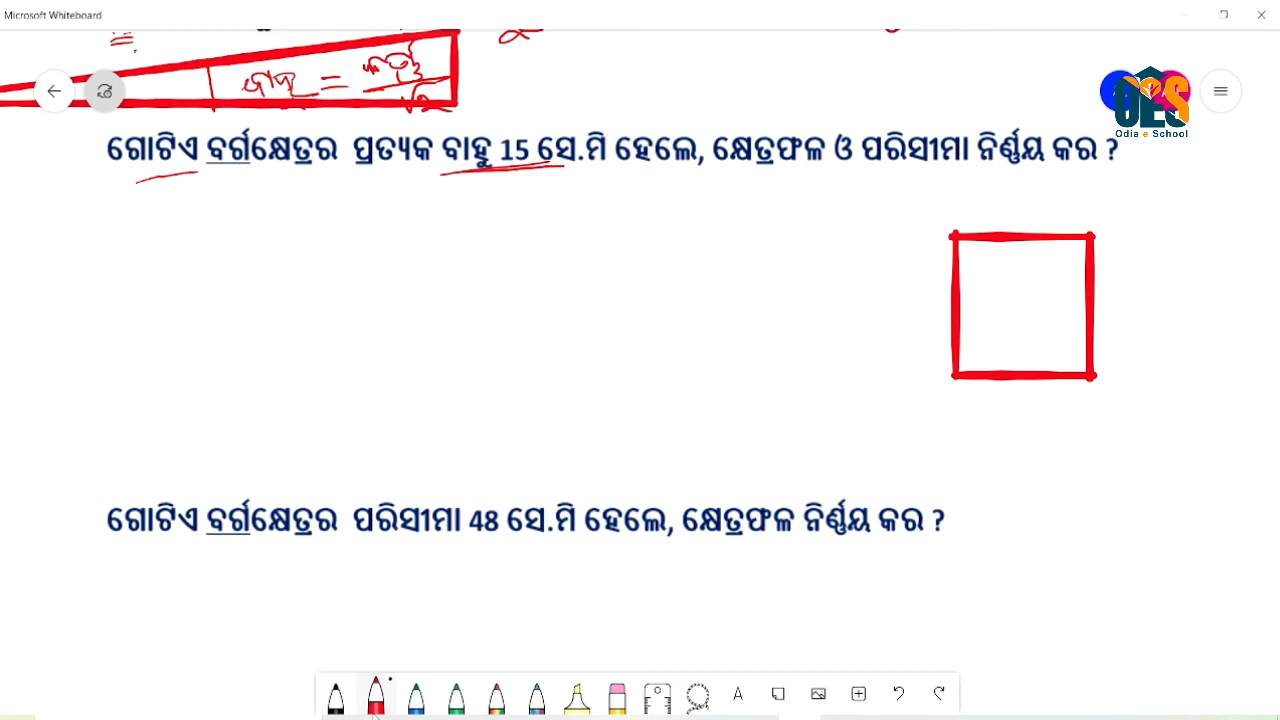 Microsoft Whiteboard
ବାହୁ =
√2
Odia e School
ଗୋଟିଏ ବର୍ଗକ୍ଷେତ୍ରର ପ୍ରତ୍ୟକ ବାହୁ 15 ସେ.ମି ହେଲେ, କ୍ଷେତ୍ରଫଳ ଓ ପରିସୀମା ନିର୍ଣ୍ଣୟ କର ?
ଗୋଟିଏ ବର୍ଗକ୍ଷେତ୍ରର ପରିସୀମା 48 ସେ.ମି ହେଲେ, କ୍ଷେତ୍ରଫଳ ନିର୍ଣ୍ଣୟ କର ?